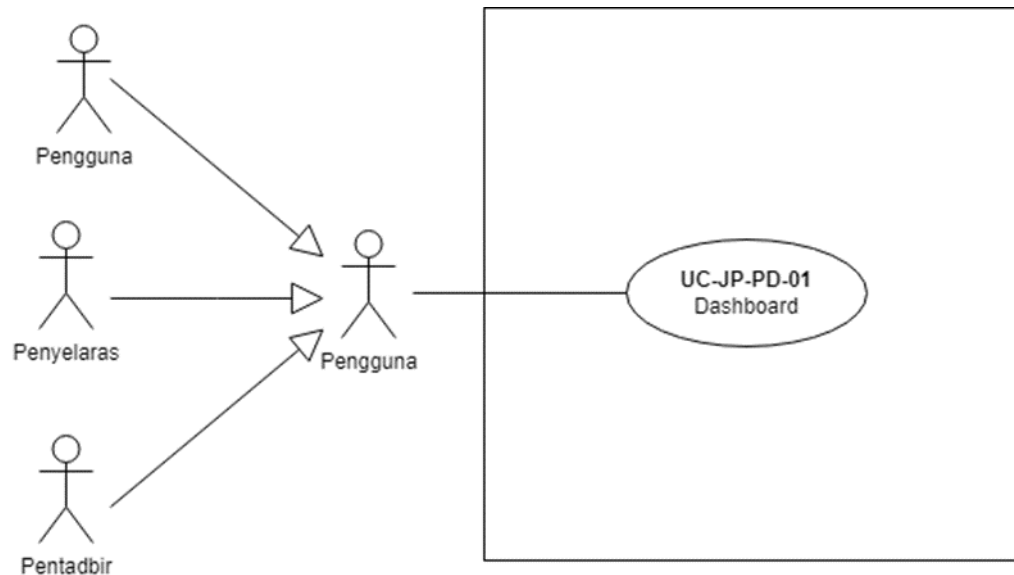 Pengguna
Penyelaras
Pentadbir
Pengguna
UC-JP-PD-01
Dashboard